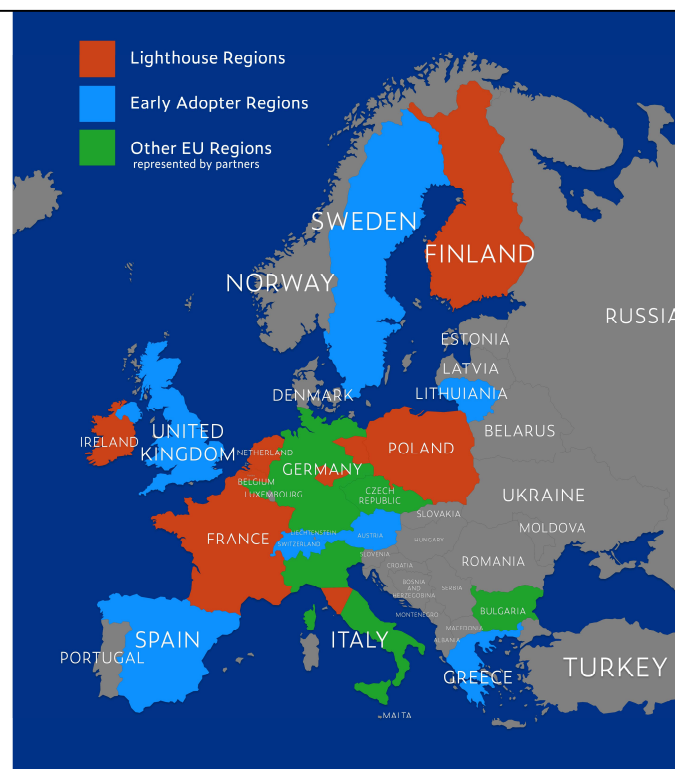 Lighthouse Regions
Early Adopter Regions
Other EU Regions
represented by partners
SWEDEN
FINLAND
NORWAY
RUSSIA
ESTONIA
LATVIA
DENMARK
LITHUIANIA
IRELAND
UNITED
KINGDOM
BELARUS
NETHERLAND
POLAND
GERMANY
BELGIUM
LUXEMBOURG
CZECH
REPUBLIC
UKRAINE
SLOVAKIA
MOLDOVA
FRANCE
LIECHTENSTEIN
AUSTRIA
SWITZERLAND
HUNGARY
SLOVENIA
ROMANIA
CROATIA
BOSNIA
AND
HERZEGOBINA
SERBIA
MONTENEGRO
BULGARIA
MACEDONIA
ALBANIA
SPAIN
PORTUGAL
ITALY
GREECE
TURKEY
MALTA